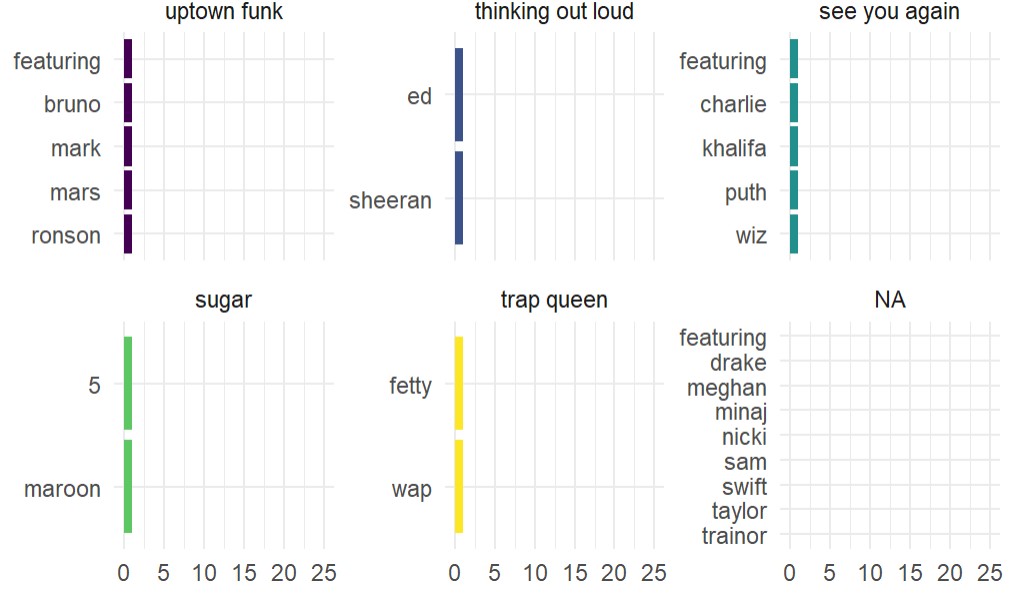 uptown funk
thinking out loud
see you again
featuring
bruno
mark
mars
ronson
ed
sheeran
featuring
charlie
khalifa
puth
wiz
sugar
trap queen
NA
5
maroon
fetty
wap
featuring
drake
meghan
minaj
nicki
sam
swift
taylor
trainor
0 5 10 15 20 25
0 5 10 15 20 25
0 5 10 15 20 25